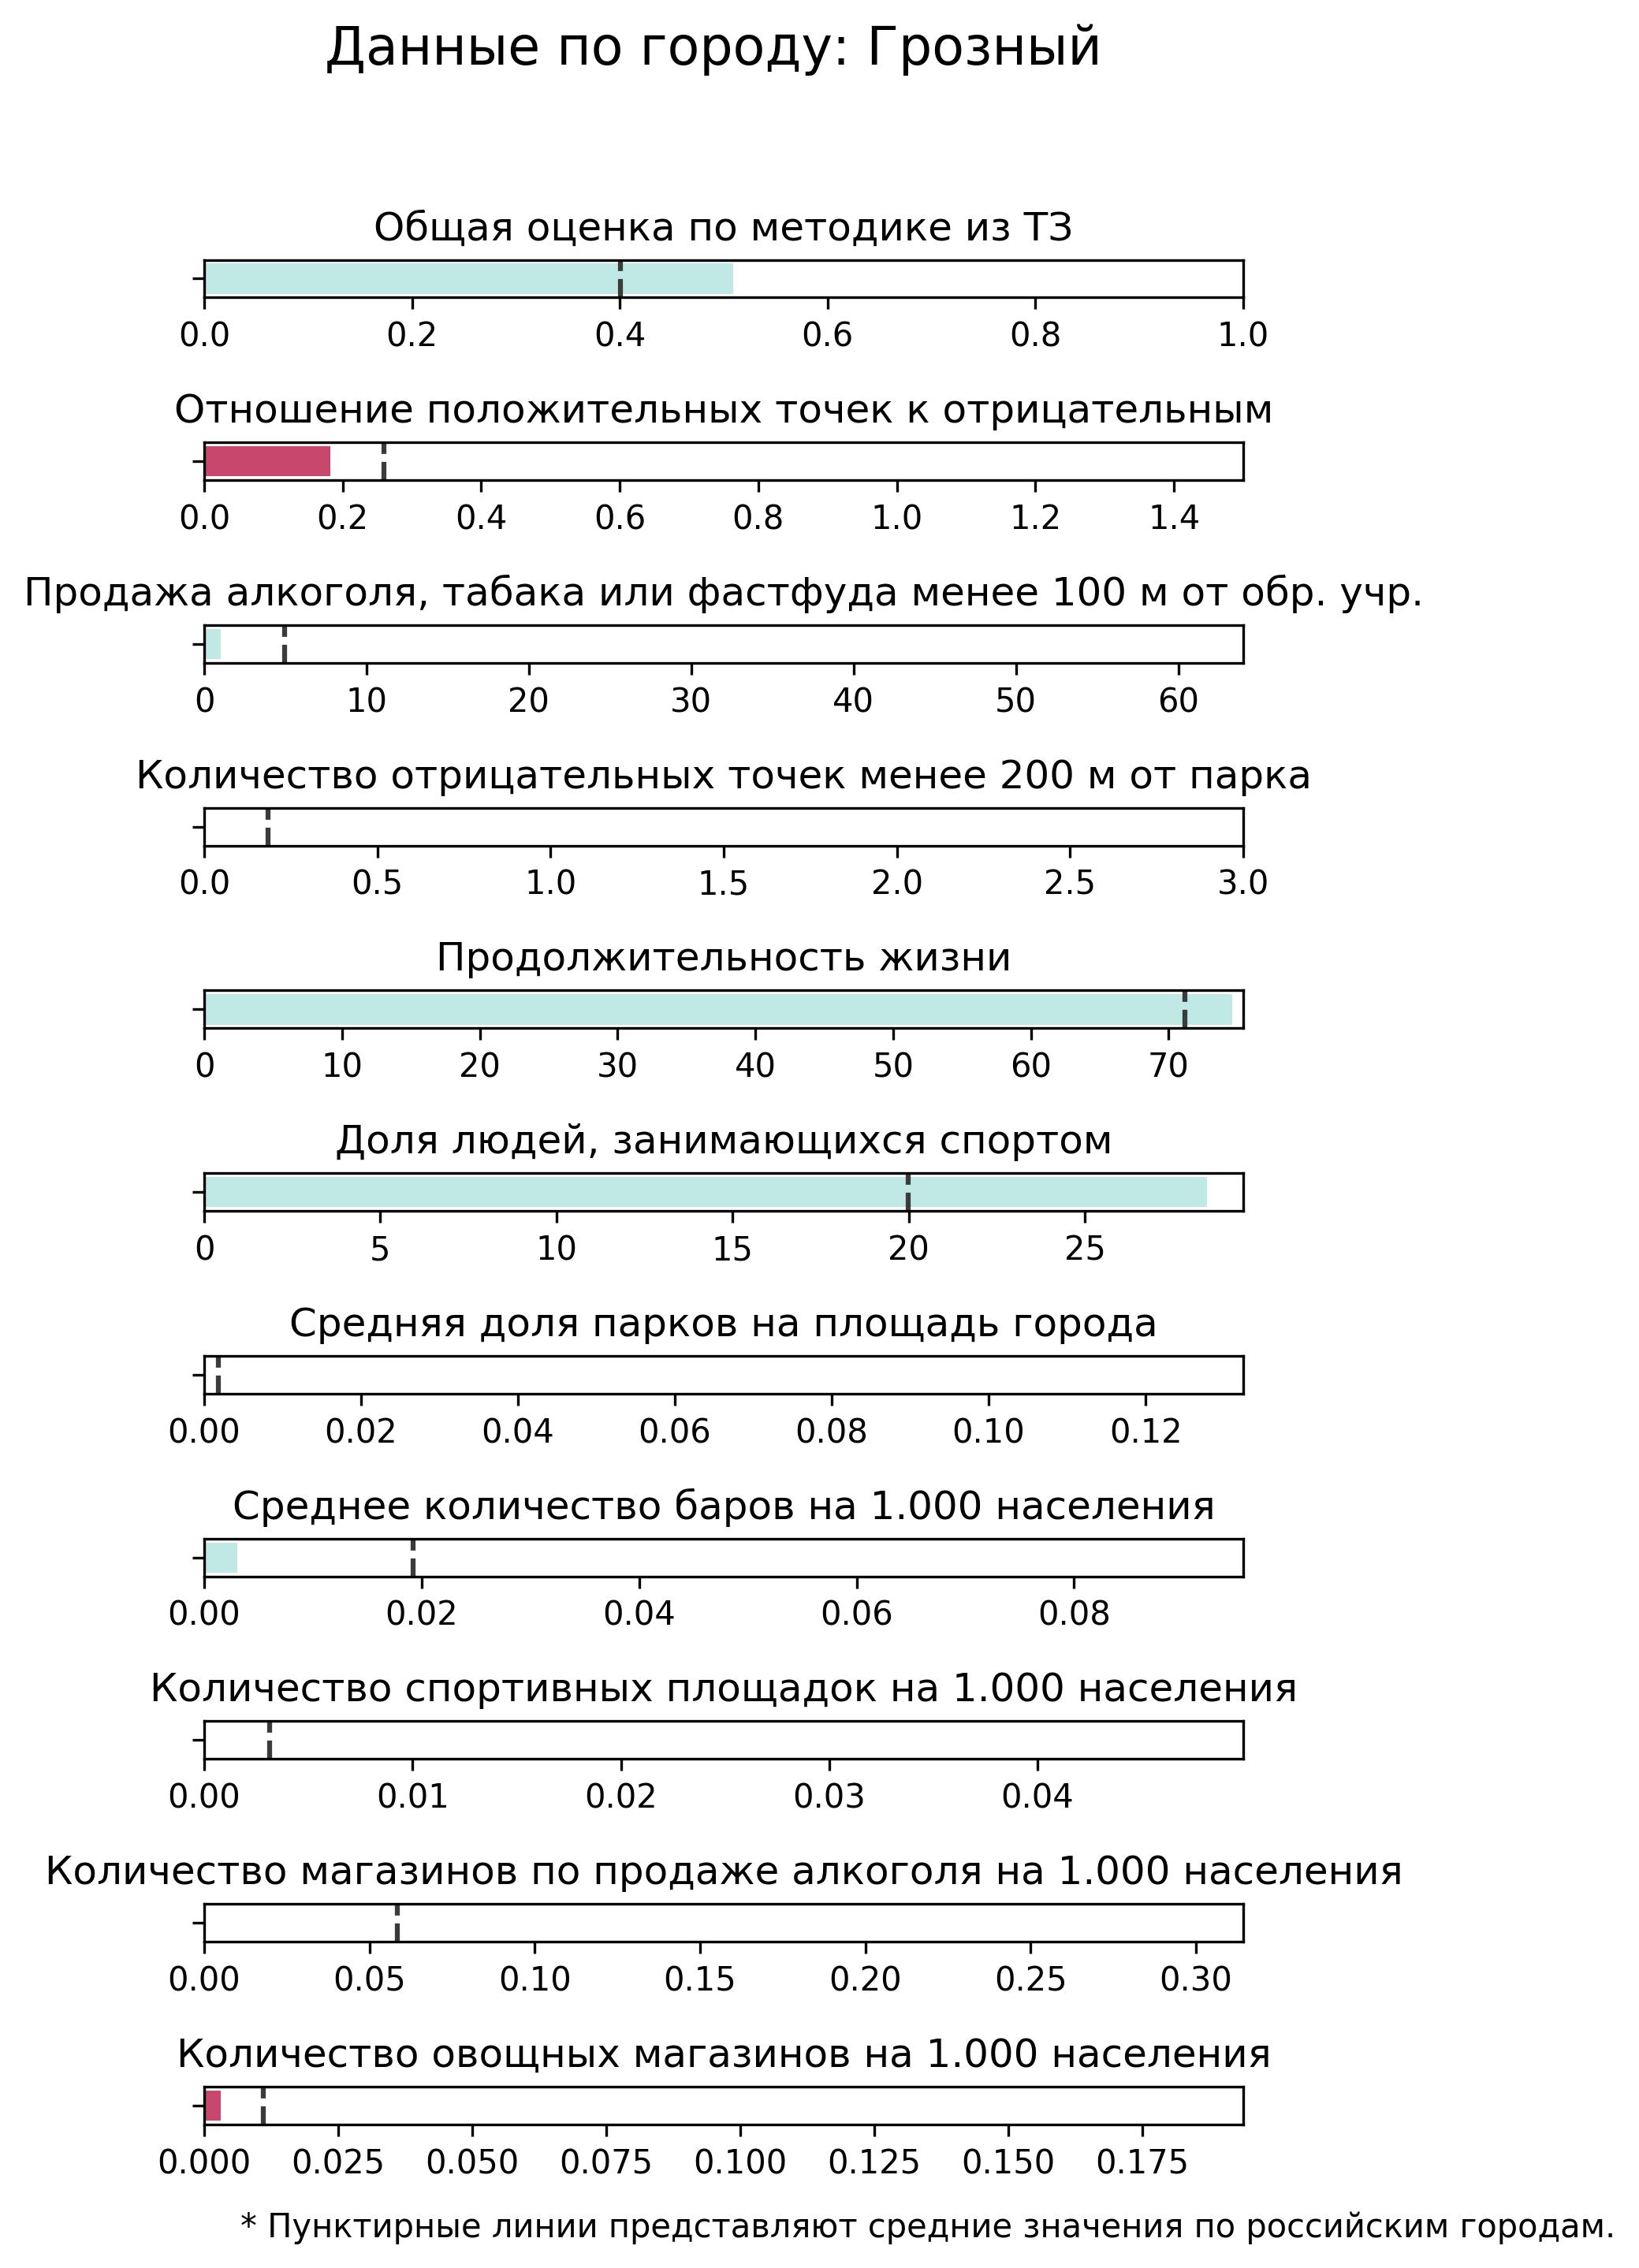 Данные по городу: Грозный
Общая оценка по методике из ТЗ
0.0 0.2 0.4 0.6 0.8 1.0
Отношение положительных точек к отрицательным
0.0 0.2 0.4 0.6 0.8 1.0 1.2 1.4
Продажа алкоголя, табака или фастфуда менее 100 м от обр. учр.
0 10 20 30 40 50 60
Количество отрицательных точек менее 200 м от парка
0.0 0.5 1.0 1.5 2.0 2.5 3.0
Продолжительность жизни
0 10 20 30 40 50 60 70
Доля людей, занимающихся спортом
0 5 10 15 20 25
Средняя доля парков на площадь города
0.00 0.02 0.04 0.06 0.08 0.10 0.12
Среднее количество баров на 1.000 населения
0.00 0.02 0.04 0.06 0.08
Количество спортивных площадок на 1.000 населения
0.00 0.01 0.02 0.03 0.04
Количество магазинов по продаже алкоголя на 1.000 населения
0.00 0.05 0.10 0.15 0.20 0.25 0.30
Количество овощных магазинов на 1.000 населения
0.000 0.025 0.050 0.075 0.100 0.125 0.150 0.175
* Пунктирные линии представляют средние значения по российским городам.